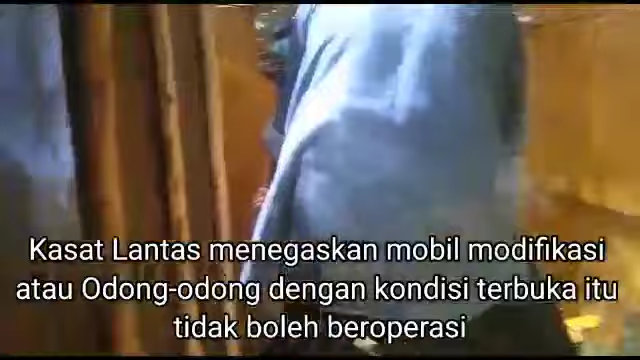 Kasat Lantas menegaskan mobil modifikasi
atau Odong-odong dengan kondisi terbuka itu
tidak boleh beroperasi